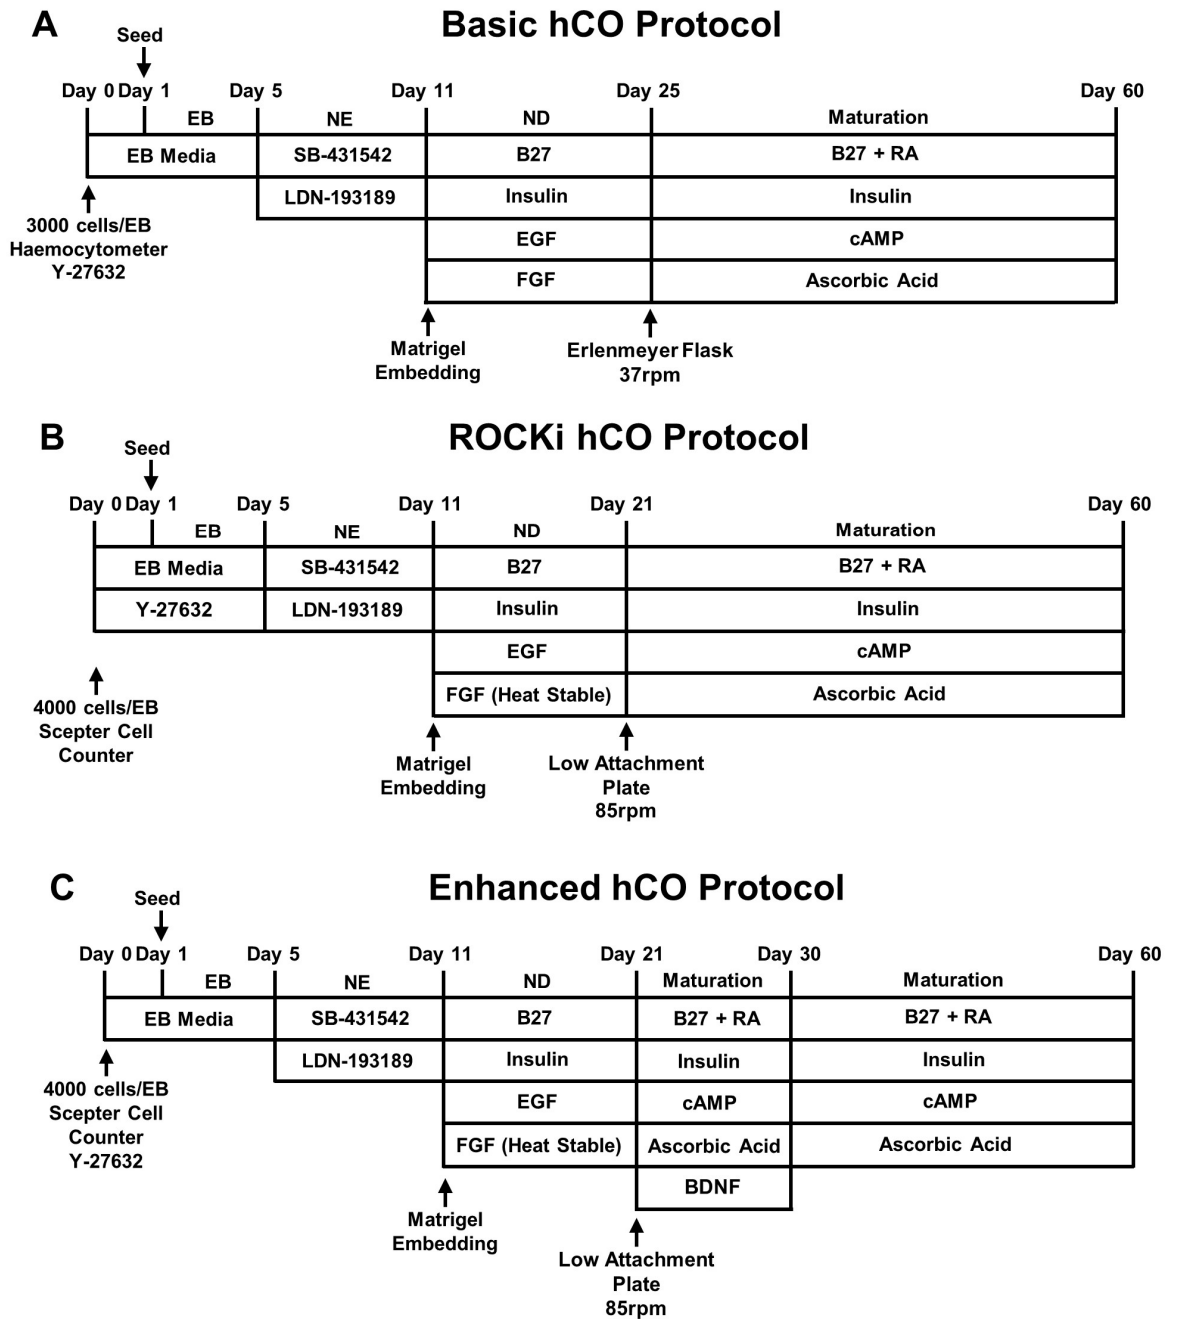 A
Basic hCO Protocol
Seed
Day 0 Day 1 Day 5 Day 11 Day 25 Day 60
EB NE ND Maturation
EB Media SB-431542 B27 B27 + RA
LDN-193189 Insulin Insulin
EGF cAMP
FGF Ascorbic Acid
3000 cells/EB
Haemocytometer
Y-27632
Matrigel
Embedding
Erlenmeyer Flask
37rpm
B
ROCKi hCO Protocol
Seed
Day 0 Day 1 Day 5 Day 11 Day 21 Day 60
EB NE ND Maturation
EB Media SB-431542 B27 B27 + RA
Y-27632 LDN-193189 Insulin Insulin
EGF cAMP
FGF (Heat Stable) Ascorbic Acid
4000 cells/EB
Scepter Cell
Counter
Matrigel
Embedding
Low Attachment
Plate
85rpm
C
Enhanced hCO Protocol
Seed
Day 0 Day 1 Day 5 Day 11 Day 21 Day 30 Day 60
EB NE ND Maturation Maturation
EB Media SB-431542 B27 B27 + RA B27 + RA
LDN-193189 Insulin Insulin Insulin
EGF cAMP cAMP
FGF (Heat Stable) Ascorbic Acid Ascorbic Acid
BDNF
4000 cells/EB
Scepter Cell
Counter
Y-27632
Matrigel
Embedding
Low Attachment
Plate
85rpm